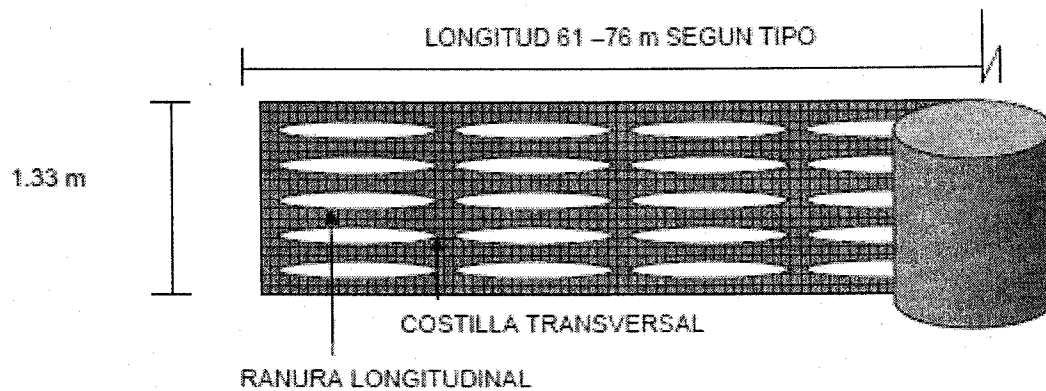 LONGITUD 61 –76 m SEGUN TIPO
1.33 m
COSTILLA TRANSVERSAL
RANURA LONGITUDINAL